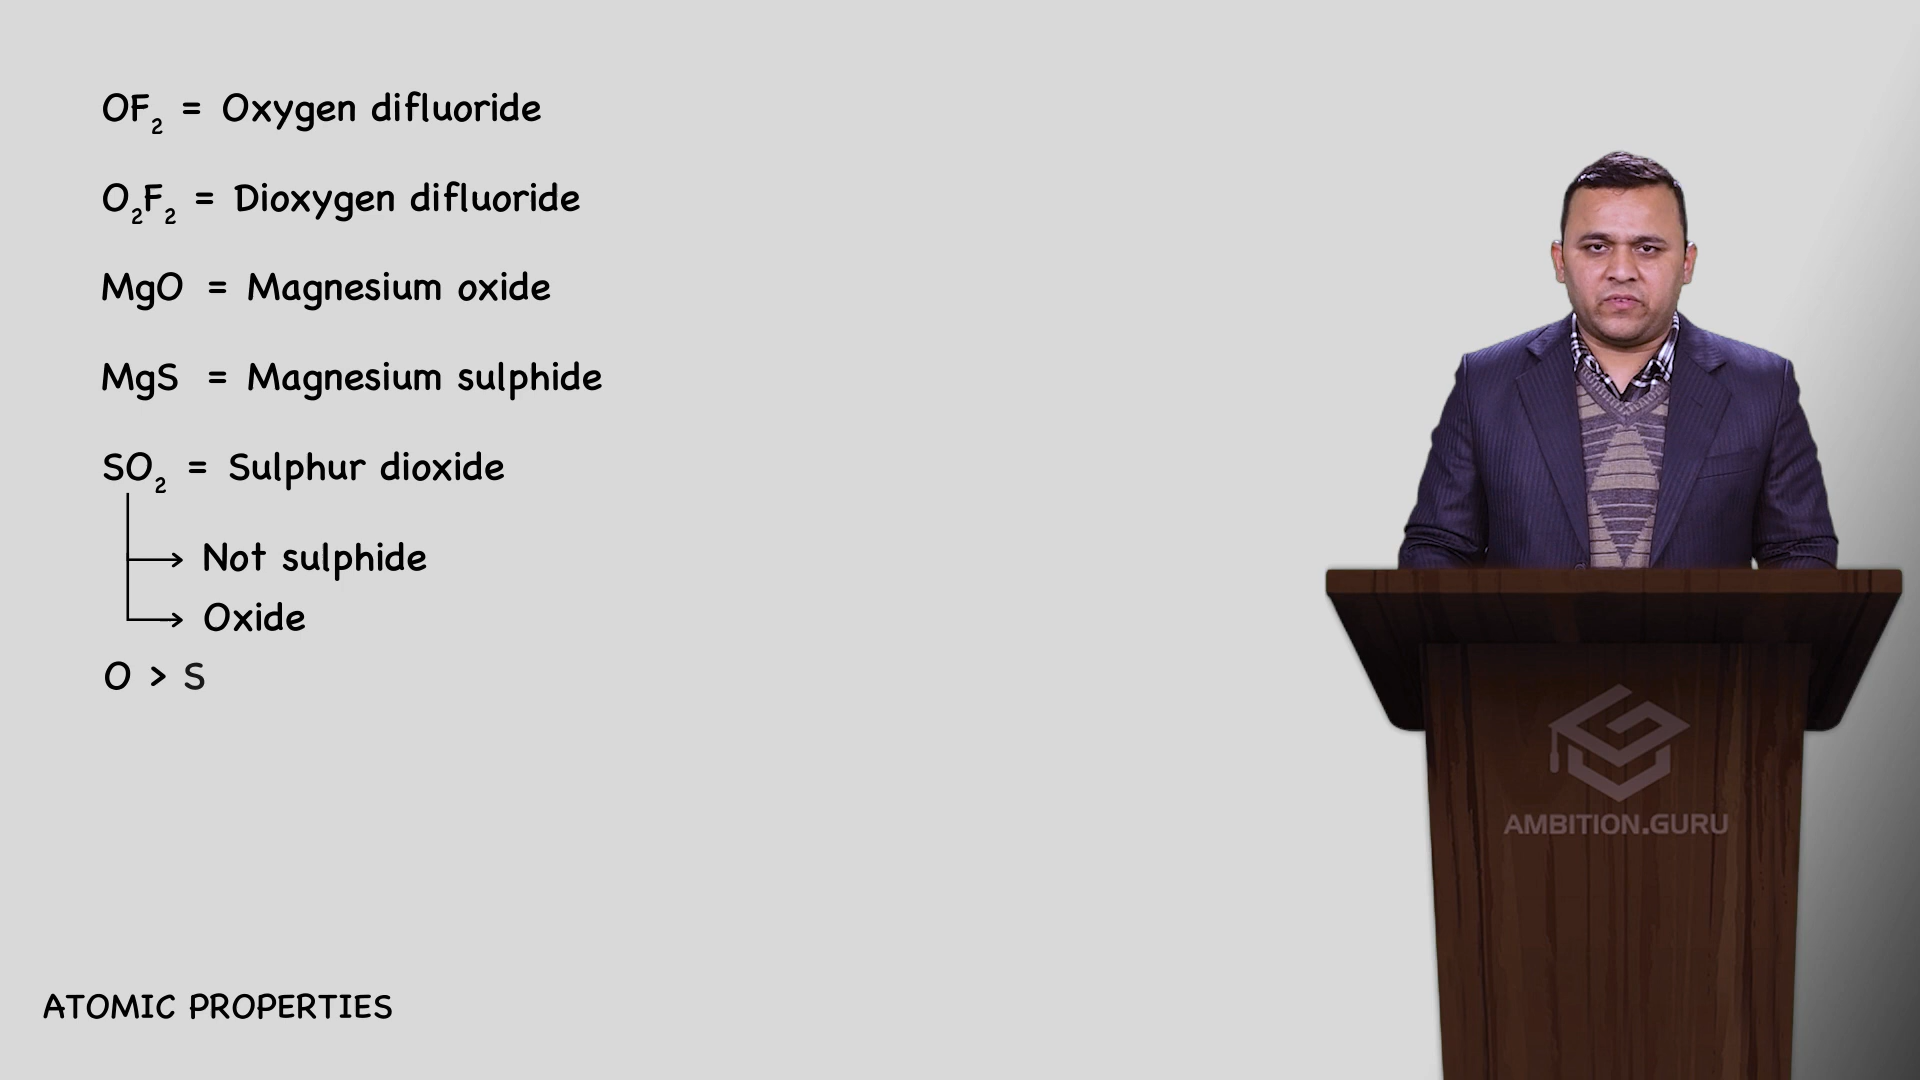 OF₂ = Oxygen difluoride
O₂F₂ = Dioxygen difluoride
MgO = Magnesium oxide
MgS = Magnesium sulphide
SO₂ = Sulphur dioxide
→ Not sulphide
→ Oxide
O > S
AMBITION.GURU
ATOMIC PROPERTIES